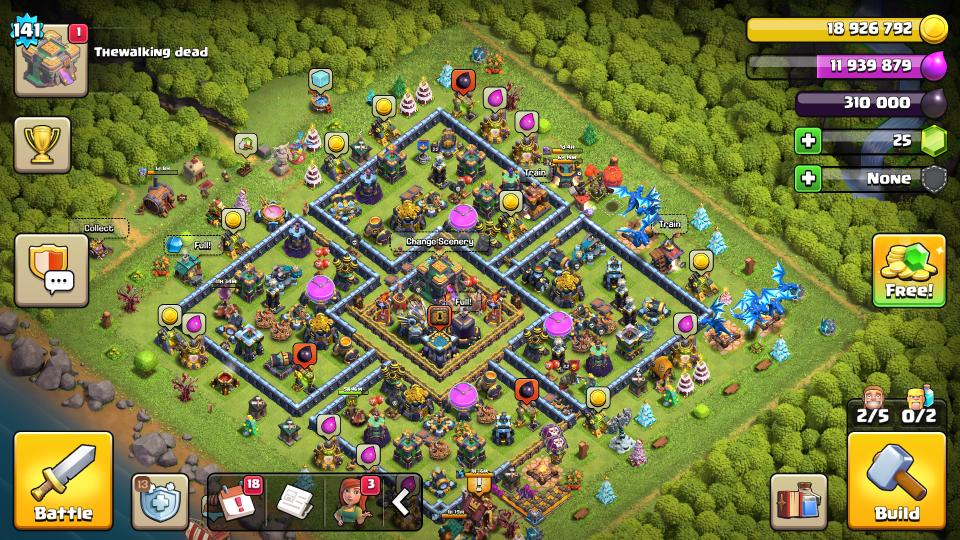 141
1
Thewalking dead
18 926 792
11 939 879
310 000
25
None
Train
Train
Collect
Full!
Change Scenery
Full!
Free!
2/5
0/2
Battle
13
18
3
Build